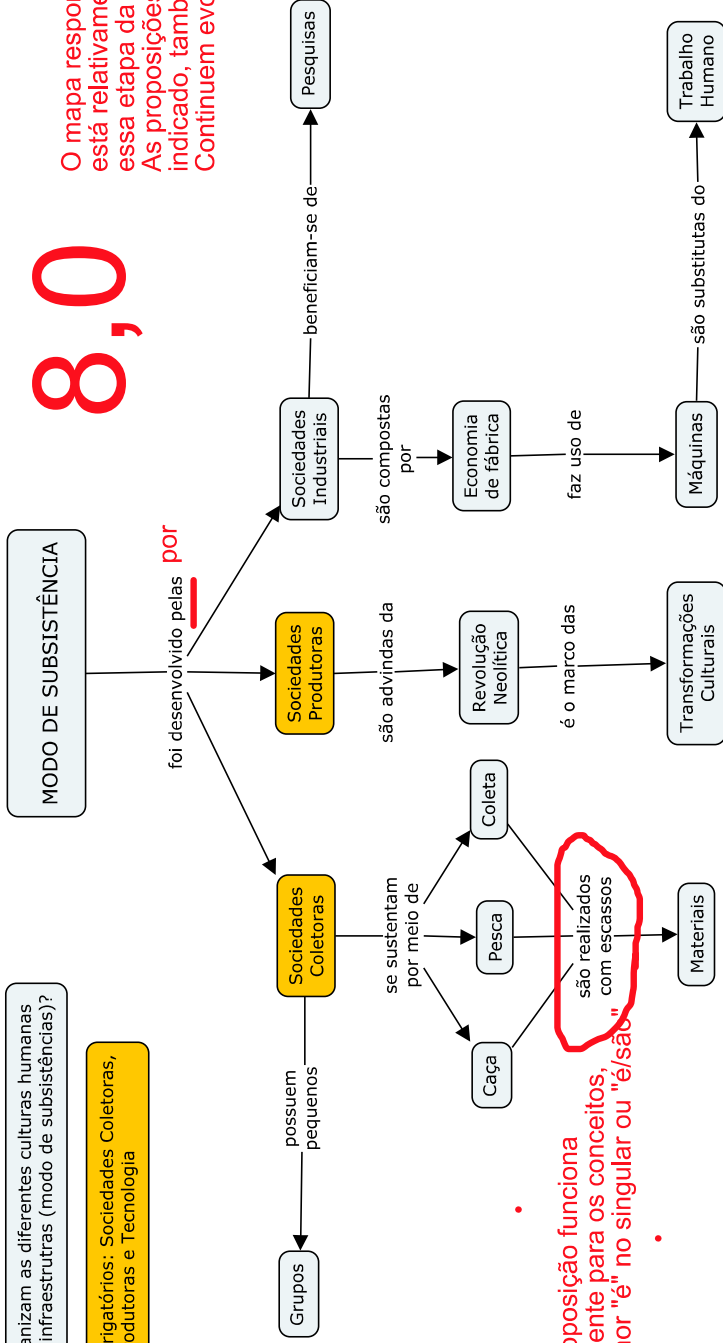 anizam as diferentes culturas humanas
infraestrutras (modo de subsistências)?
rigatórios: Sociedades Coletoras,
odutoras e Tecnologia
MODO DE SUBSISTÊNCIA
8,0
O mapa respon
está relativame
essa etapa da
As proposições
indicado, tamb
Continuem evo
foi desenvolvido pelas
por
Grupos
possuem
pequenos
Sociedades
Coletoras
Sociedades
Produtoras
Sociedades
Industriais
beneficiam-se de
Pesquisas
se sustentam
por meio de
são advindas da
são compostas
por
Caça
Pesca
Coleta
Revolução
Neolítica
Economia
de fábrica
oposição funciona
ente para os conceitos,
or "é" no singular ou "é/são"
são realizados
com escassos
é o marco das
faz uso de
Materiais
Transformações
Culturais
Máquinas
são substitutas do
Trabalho
Humano